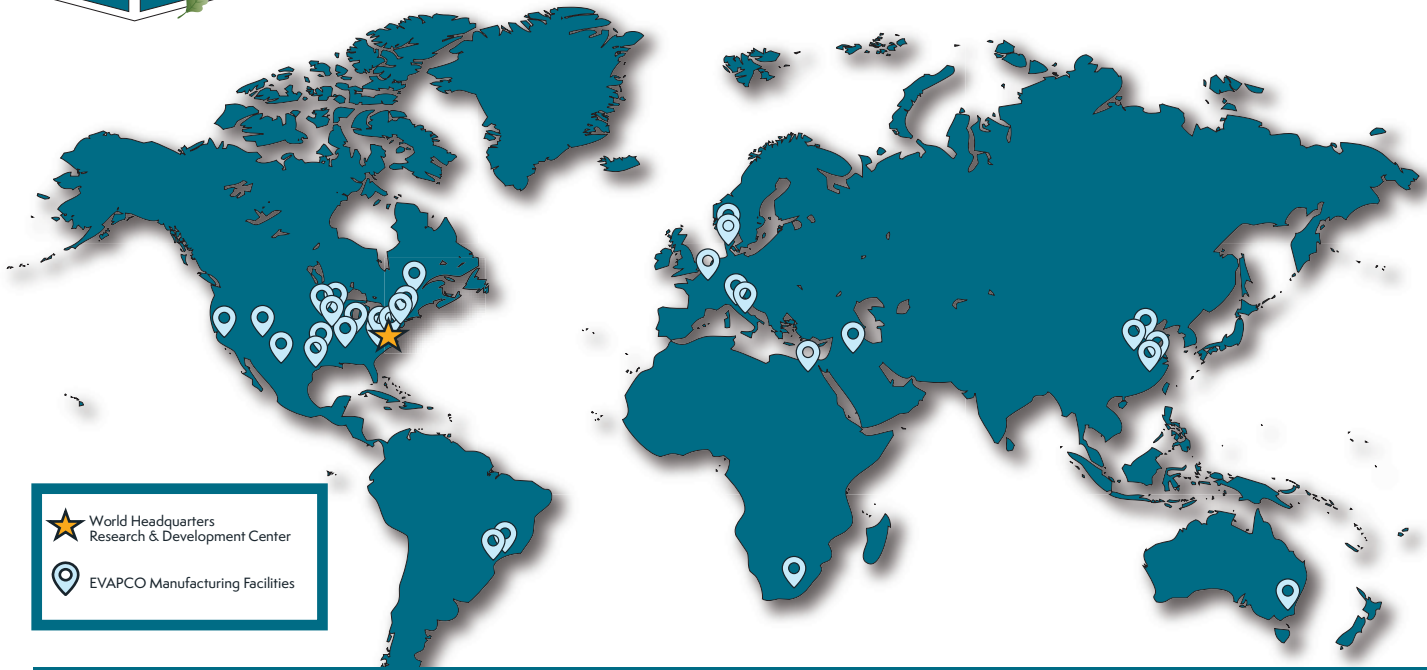 World Headquarters
Research & Development Center
EVAPCO Manufacturing Facilities